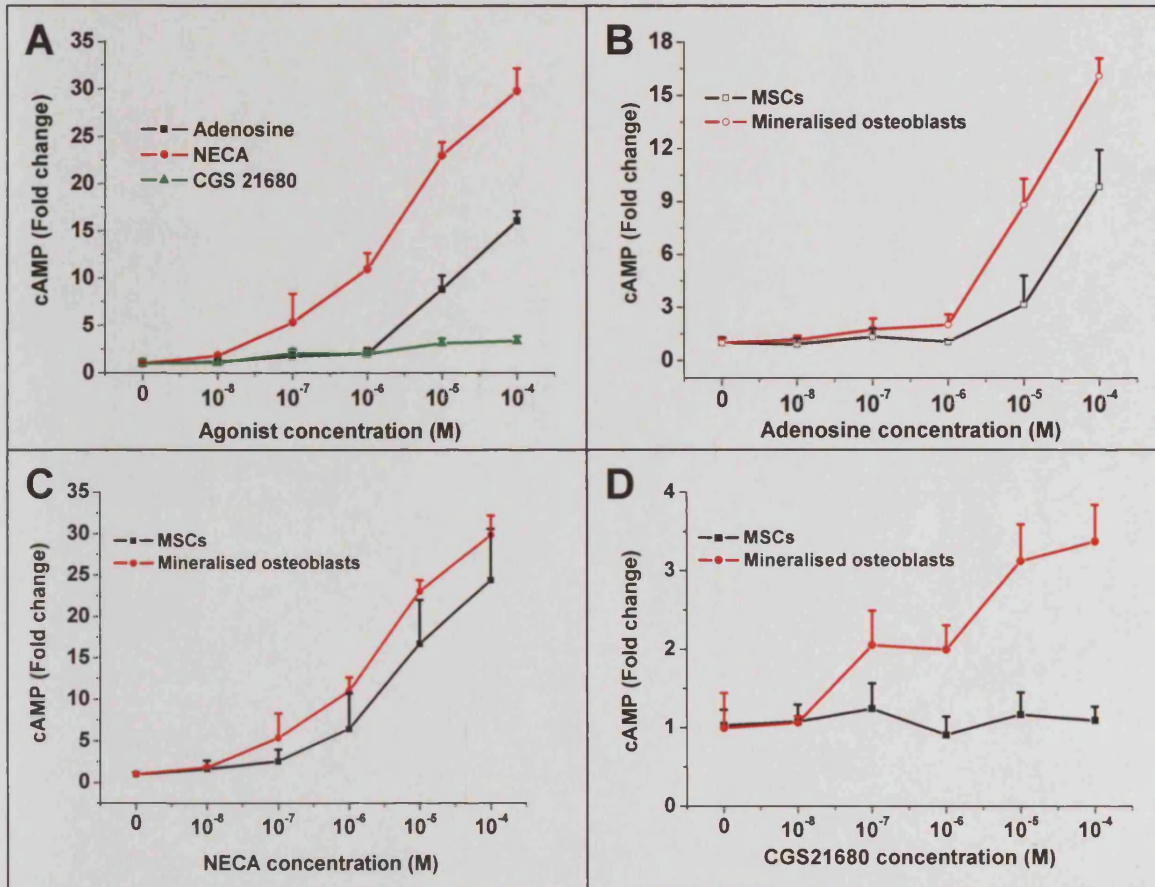 A
35
30
25
20
15
10
5
0
cAMP (Fold change)
Adenosine
NECA
CGS 21680
0 10⁻⁸ 10⁻⁷ 10⁻⁶ 10⁻⁵ 10⁻⁴
Agonist concentration (M)
B
18
15
12
9
6
3
0
cAMP (Fold change)
MSCs
Mineralised osteoblasts
0 10⁻⁸ 10⁻⁷ 10⁻⁶ 10⁻⁵ 10⁻⁴
Adenosine concentration (M)
C
35
30
25
20
15
10
5
0
cAMP (Fold change)
MSCs
Mineralised osteoblasts
0 10⁻⁸ 10⁻⁷ 10⁻⁶ 10⁻⁵ 10⁻⁴
NECA concentration (M)
D
4
3
2
1
0
cAMP (Fold change)
MSCs
Mineralised osteoblasts
0 10⁻⁸ 10⁻⁷ 10⁻⁶ 10⁻⁵ 10⁻⁴
CGS21680 concentration (M)